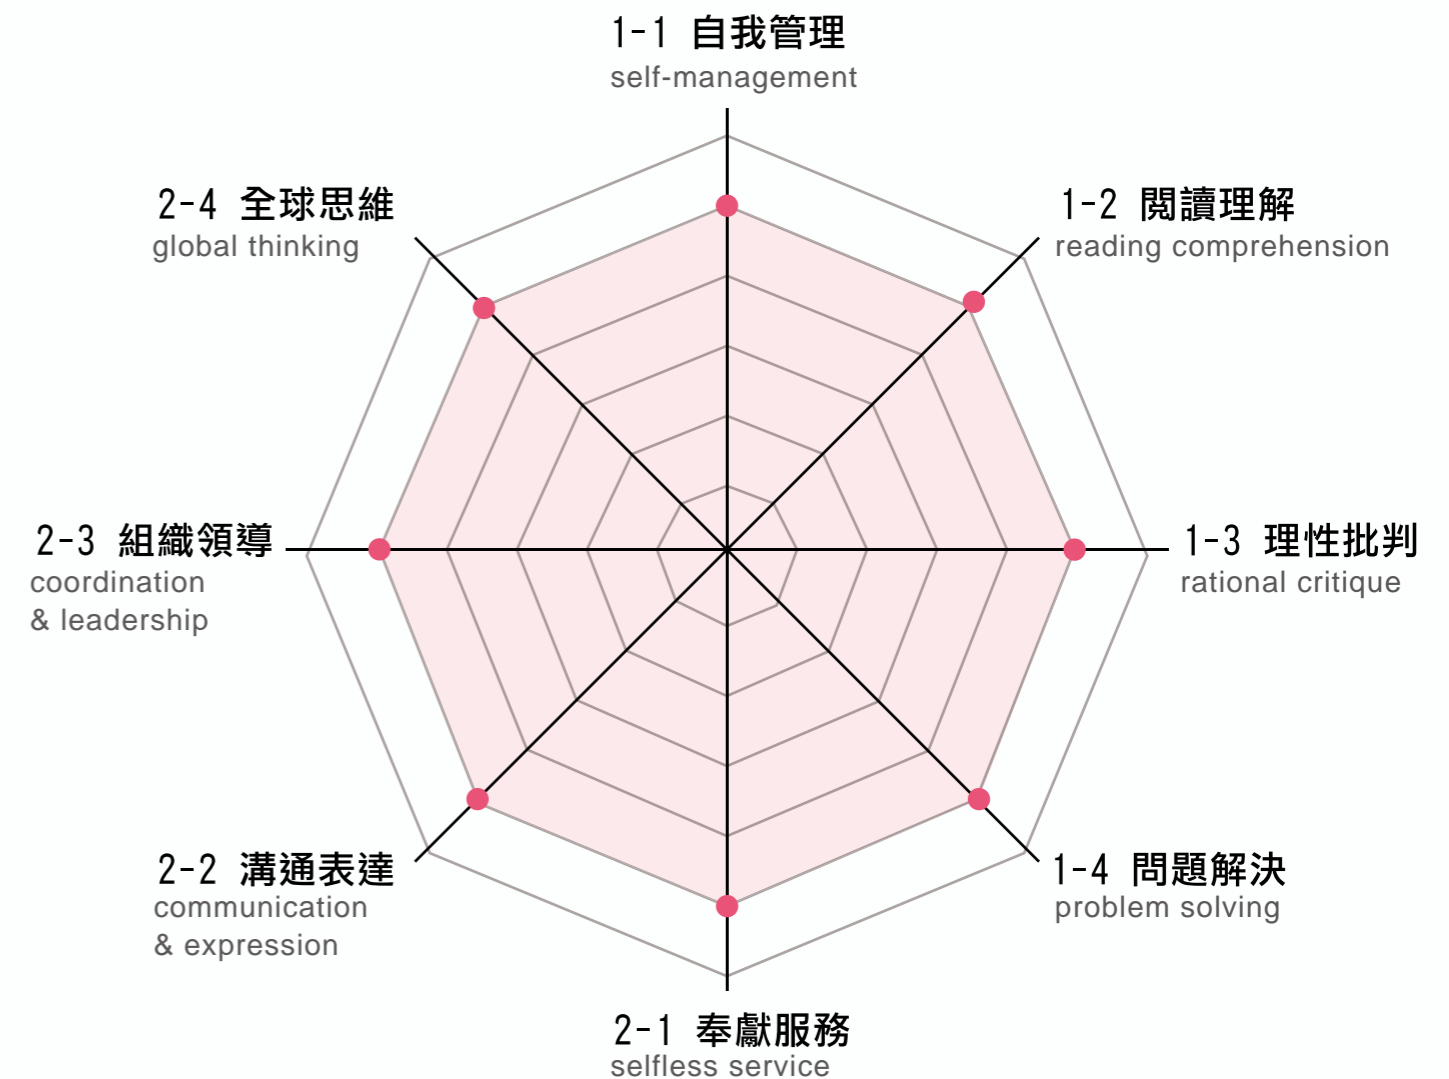 1-1 自我管理
self-management
1-2 閱讀理解
reading comprehension
1-3 理性批判
rational critique
1-4 問題解決
problem solving
2-1 奉獻服務
selfless service
2-2 溝通表達
communication
& expression
2-3 組織領導
coordination
& leadership
2-4 全球思維
global thinking